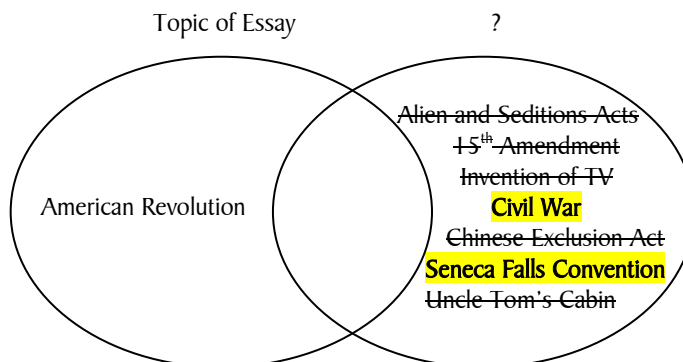 Topic of Essay ?
Alien and Seditions Acts
15th Amendment
Invention of TV
American Revolution Civil War
Chinese Exclusion Act
Seneca Falls Convention
Uncle Tom's Cabin